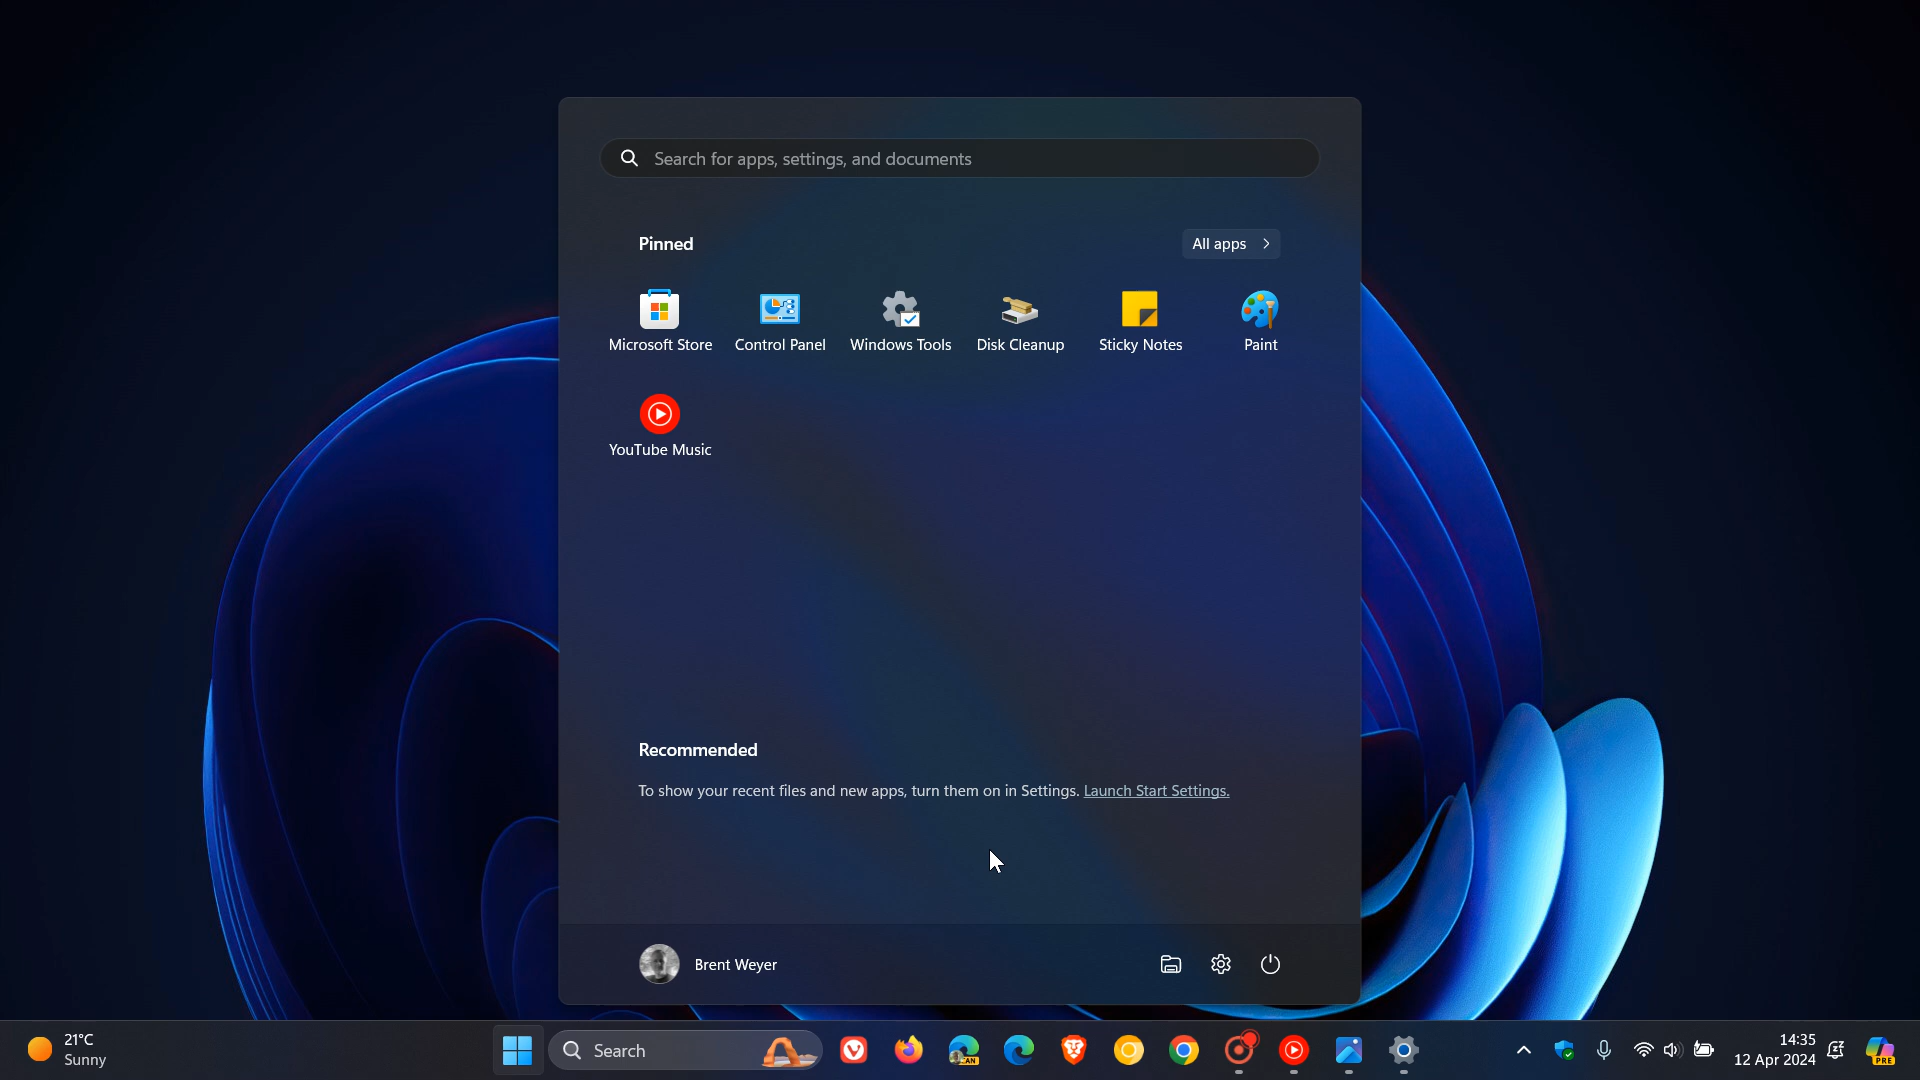 Search for apps, settings, and documents
Pinned
All apps
Microsoft Store
Control Panel
Windows Tools
Disk Cleanup
Sticky Notes
Paint
YouTube Music
Recommended
To show your recent files and new apps, turn them on in Settings. Launch Start Settings.
Brent Weyer
21°C
Sunny
Search
CAN
14:35
12 Apr 2024
PRE